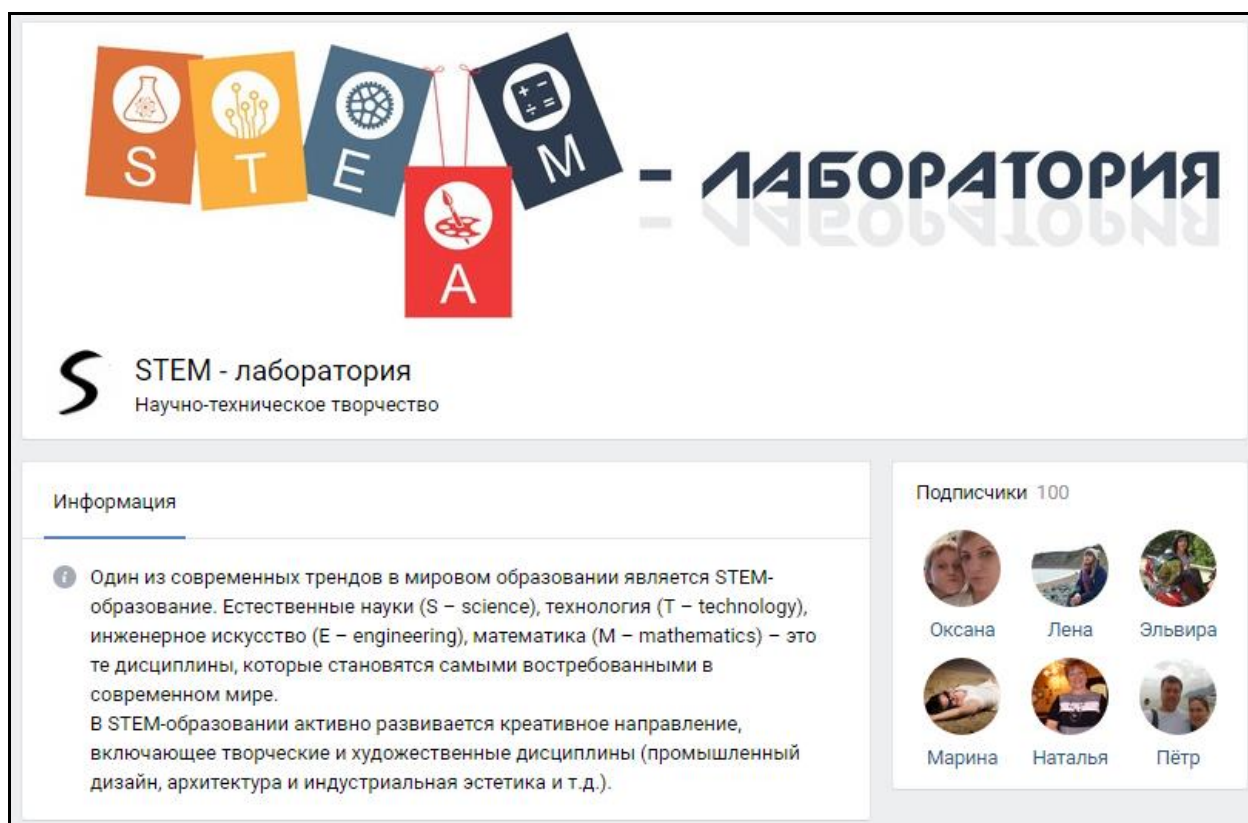 S T E A M - ЛАБОРАТОРИЯ
STEM - лаборатория
Научно-техническое творчество
Информация
Один из современных трендов в мировом образовании является STEM-
образование. Естественные науки (S – science), технология (T – technology),
инженерное искусство (E – engineering), математика (M – mathematics) – это
те дисциплины, которые становятся самыми востребованными в
современном мире.
В STEM-образовании активно развивается креативное направление,
включающее творческие и художественные дисциплины (промышленный
дизайн, архитектура и индустриальная эстетика и т.д.).
Подписчики 100
Оксана Лена Эльвира
Марина Наталья Пётр